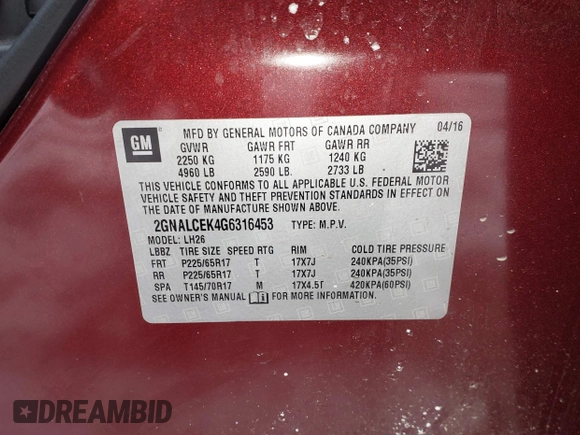 GM
MFD BY GENERAL MOTORS OF CANADA COMPANY 04/16
GVWR GAWR FRT GAWR RR
2250 KG 1175 KG 1240 KG
4960 LB 2590 LB. 2733 LB
THIS VEHICLE CONFORMS TO ALL APPLICABLE U.S. FEDERAL MOTOR
VEHICLE SAFETY AND THEFT PREVENTION STANDARDS IN EFFECT ON
THE DATE OF MANUFACTURE SHOWN ABOVE.
2GNALCEK4G6316453 TYPE: M.P.V.
MODEL: LH26
LBBZ TIRE SIZE SPEED RTG RIM COLD TIRE PRESSURE
FRT P225/65R17 T 17X7J 240KPA(35PSI)
RR P225/65R17 T 17X7J 240KPA(35PSI)
SPA T145/70R17 M 17X4.5T 420KPA(60PSI)
SEE OWNER'S MANUAL FOR MORE INFORMATION.
DREAMBID